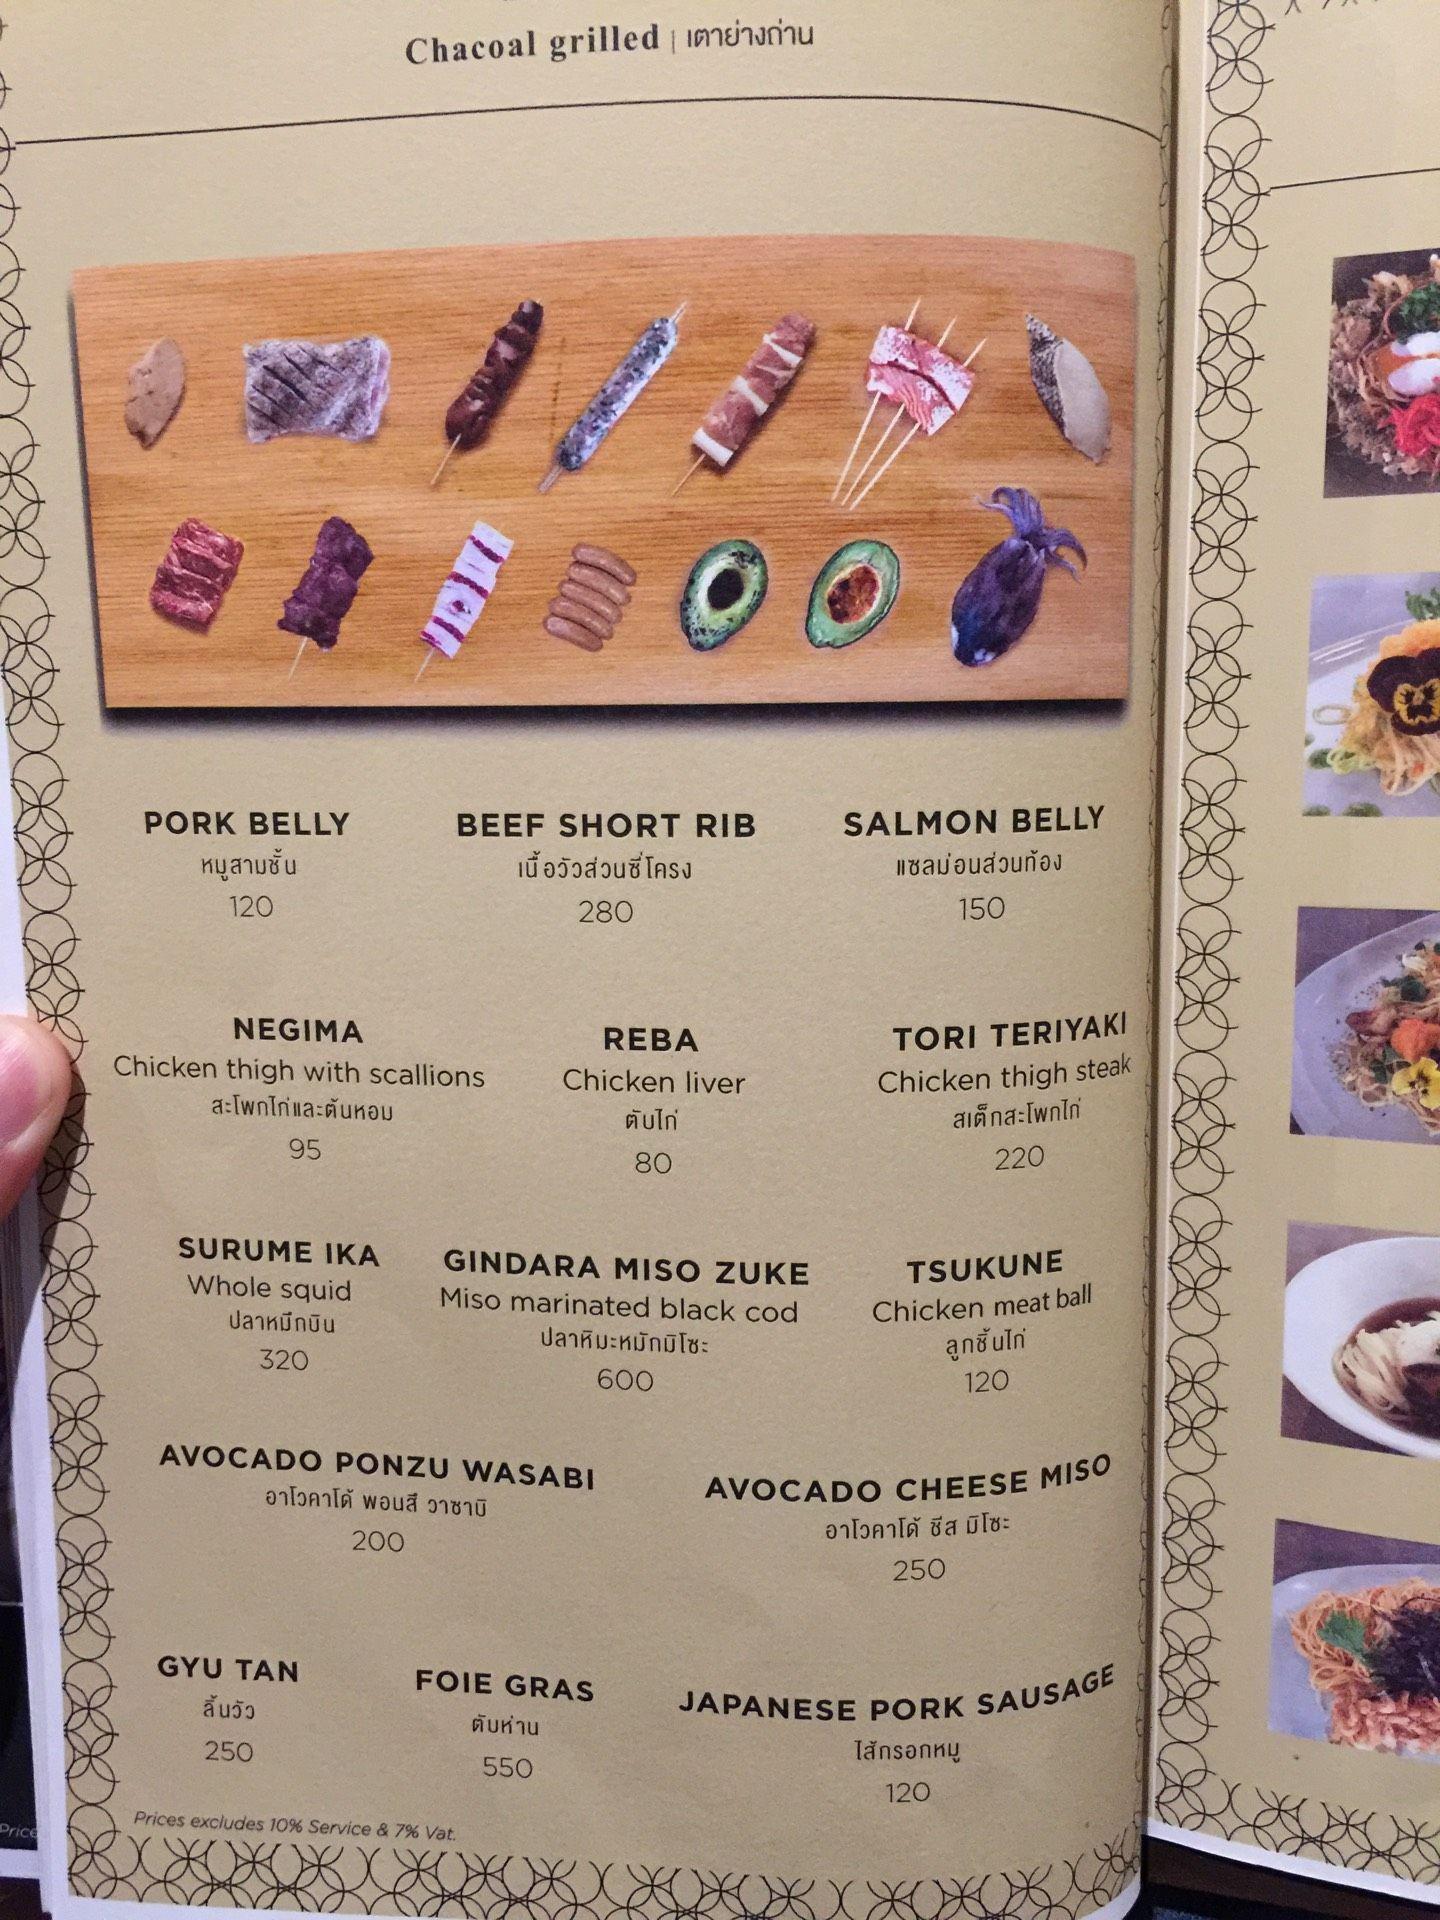 Chacoal grilled | เตาย่างถ่าน
PORK BELLY
หมูสามชั้น
120
BEEF SHORT RIB
เนื้อวัวส่วนซี่โครง
280
SALMON BELLY
แซลม่อนส่วนท้อง
150
NEGIMA
Chicken thigh with scallions
สะโพกไก่และต้นหอม
95
REBA
Chicken liver
ตับไก่
80
TORI TERIYAKI
Chicken thigh steak
สเต็กสะโพกไก่
220
SURUME IKA
Whole squid
ปลาหมึกบิน
320
GINDARA MISO ZUKE
Miso marinated black cod
ปลาหิมะหมักมิโซะ
600
TSUKUNE
Chicken meat ball
ลูกชิ้นไก่
120
AVOCADO PONZU WASABI
อาโวคาโด้ พอนสึ วาซาบิ
200
AVOCADO CHEESE MISO
อาโวคาโด้ ชีส มิโซะ
250
GYU TAN
ลิ้นวัว
250
FOIE GRAS
ตับห่าน
550
JAPANESE PORK SAUSAGE
ไส้กรอกหมู
120
Prices excludes 10% Service & 7% Vat.
Price